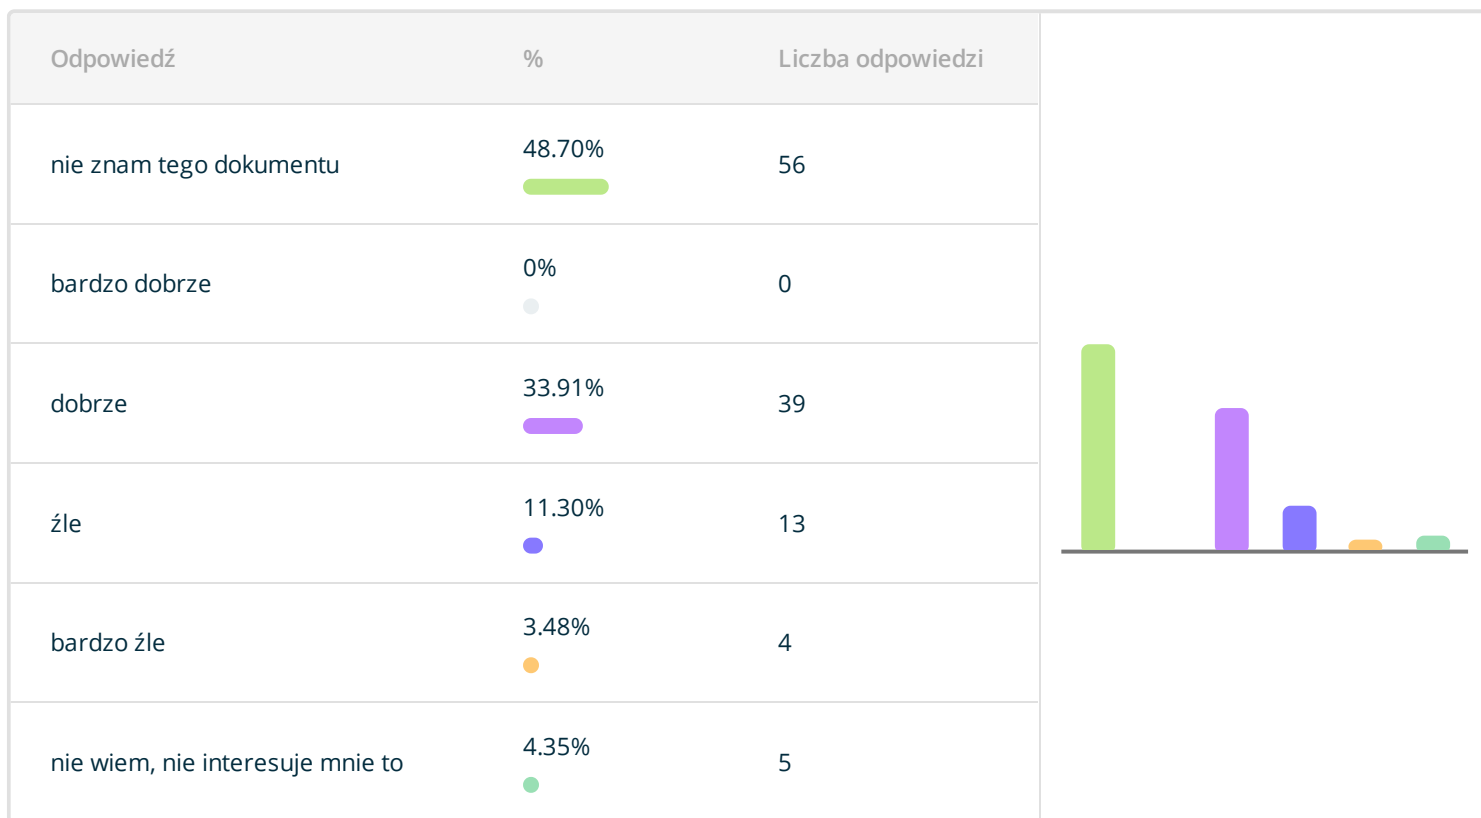 Odpowiedź % Liczba odpowiedzi
nie znam tego dokumentu 48.70% 56
bardzo dobrze 0% 0
dobrze 33.91% 39
źle 11.30% 13
bardzo źle 3.48% 4
nie wiem, nie interesuje mnie to 4.35% 5